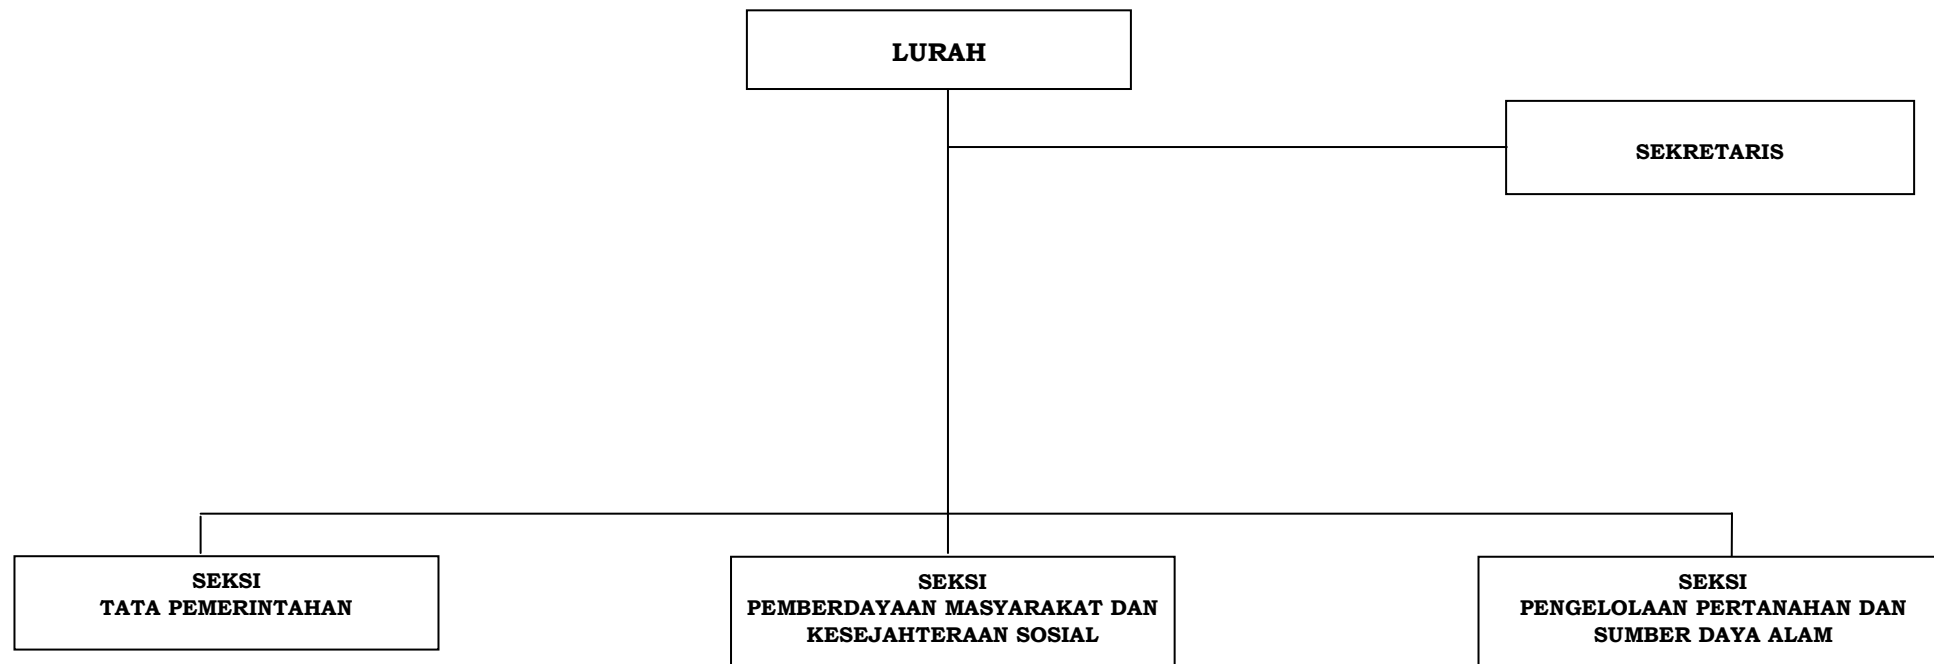 LURAH
SEKRETARIS
SEKSI
TATA PEMERINTAHAN
SEKSI
PEMBERDAYAAN MASYARAKAT DAN
KESEJAHTERAAN SOSIAL
SEKSI
PENGELOLAAN PERTANAHAN DAN
SUMBER DAYA ALAM